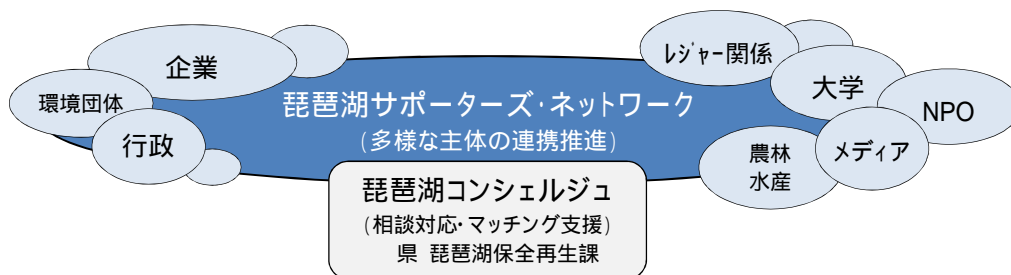 企業
環境団体
行政
琵琶湖サポーターズ・ネットワーク
(多様な主体の連携推進)
レジャー関係
大学
NPO
メディア
農林
水産
琵琶湖コンシェルジュ
(相談対応・マッチング支援)
県 琵琶湖保全再生課